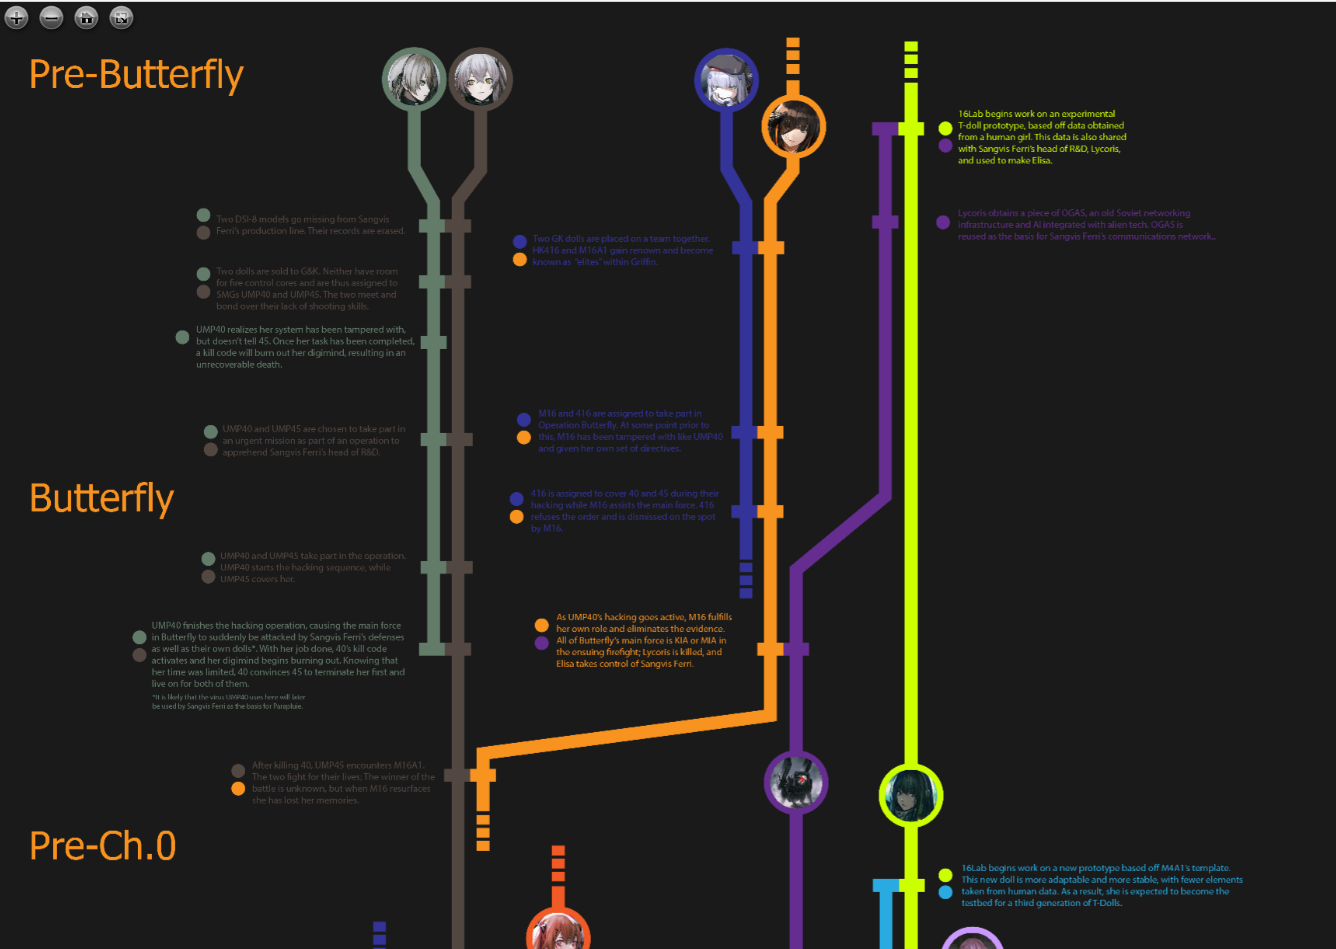 Pre-Butterfly
16Lab begins work on an experimental
T-doll prototype, based off data obtained
from a human girl. This data is also shared
with Sangvis Ferri's head of R&D, Lycoris,
and used to make Elisa.
Two DSI-8 models go missing from Sangvis
Ferri's production line. Their records are erased.
Lycoris obtains a piece of OGAS, an old Soviet networking
infrastructure and AI integrated with alien tech. OGAS is
reused as the basis for Sangvis Ferri's communications network..
Two GK dolls are placed on a team together.
HK416 and M16A1 gain renown and become
known as "elites" within Griffin.
Two dolls are sold to G&K. Neither have room
for fire control cores and are thus assigned to
SMGs UMP40 and UMP45. The two meet and
bond over their lack of shooting skills.
UMP40 realizes her system has been tampered with,
but doesn't tell 45. Once her task has been completed,
a kill code will burn out her digimind, resulting in an
unrecoverable death.
UMP40 and UMP45 are chosen to take part in
an urgent mission as part of an operation to
apprehend Sangvis Ferri's head of R&D.
M16 and 416 are assigned to take part in
Operation Butterfly. At some point prior to
this, M16 has been tampered with like UMP40
and given her own set of directives.
Butterfly
416 is assigned to cover 40 and 45 during their
hacking while M16 assists the main force. 416
refuses the order and is dismissed on the spot
by M16.
UMP40 and UMP45 take part in the operation.
UMP40 starts the hacking sequence, while
UMP45 covers her.
UMP40 finishes the hacking operation, causing the main force
in Butterfly to suddenly be attacked by Sangvis Ferri's defenses
as well as their own dolls*. With her job done, 40's kill code
activates and her digimind begins burning out. Knowing that
her time was limited, 40 convinces 45 to terminate her first and
live on for both of them.
*It is likely that the virus UMP40 uses here will later
be used by Sangvis Ferri as the basis for Parapluie.
As UMP40's hacking goes active, M16 fulfills
her own role and eliminates the evidence.
All of Butterfly's main force is KIA or MIA in
the ensuing firefight; Lycoris is killed, and
Elisa takes control of Sangvis Ferri.
After killing 40, UMP45 encounters M16A1.
The two fight for their lives; The winner of the
battle is unknown, but when M16 resurfaces
she has lost her memories.
Pre-Ch.0
16Lab begins work on a new prototype based off M4A1's template.
This new doll is more adaptable and more stable, with fewer elements
taken from human data. As a result, she is expected to become the
testbed for a third generation of T-Dolls.